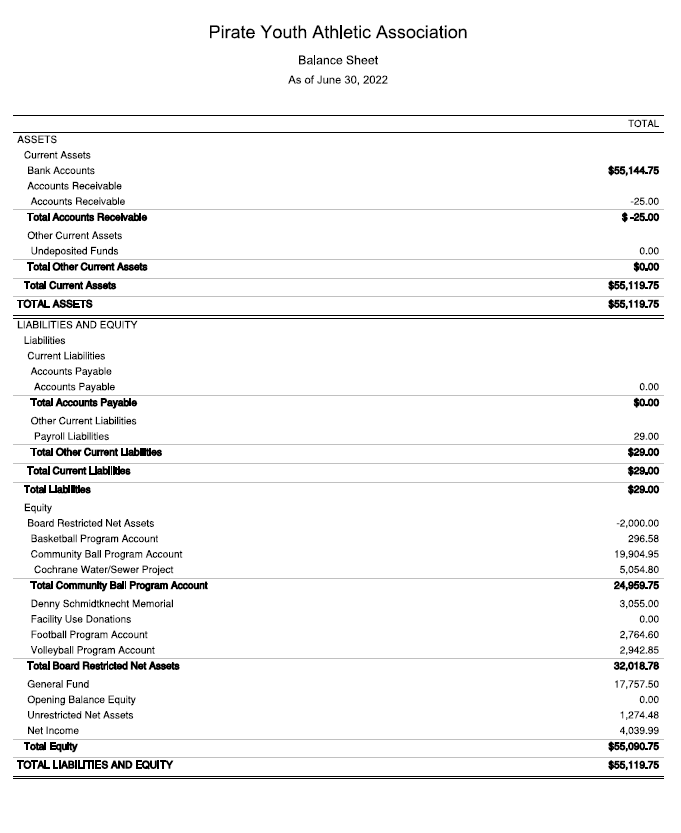 Pirate Youth Athletic Association
Balance Sheet
As of June 30, 2022
TOTAL
ASSETS
Current Assets
Bank Accounts $55,144.75
Accounts Receivable
Accounts Receivable -25.00
Total Accounts Receivable $ -25.00
Other Current Assets
Undeposited Funds 0.00
Total Other Current Assets $0.00
Total Current Assets $55,119.75
TOTAL ASSETS $55,119.75
LIABILITIES AND EQUITY
Liabilities
Current Liabilities
Accounts Payable
Accounts Payable 0.00
Total Accounts Payable $0.00
Other Current Liabilities
Payroll Liabilities 29.00
Total Other Current Liabilities $29.00
Total Current Liabilities $29.00
Total Liabilities $29.00
Equity
Board Restricted Net Assets -2,000.00
Basketball Program Account 296.58
Community Ball Program Account 19,904.95
Cochrane Water/Sewer Project 5,054.80
Total Community Ball Program Account 24,959.75
Denny Schmidtknecht Memorial 3,055.00
Facility Use Donations 0.00
Football Program Account 2,764.60
Volleyball Program Account 2,942.85
Total Board Restricted Net Assets 32,018.78
General Fund 17,757.50
Opening Balance Equity 0.00
Unrestricted Net Assets 1,274.48
Net Income 4,039.99
Total Equity $55,090.75
TOTAL LIABILITIES AND EQUITY $55,119.75